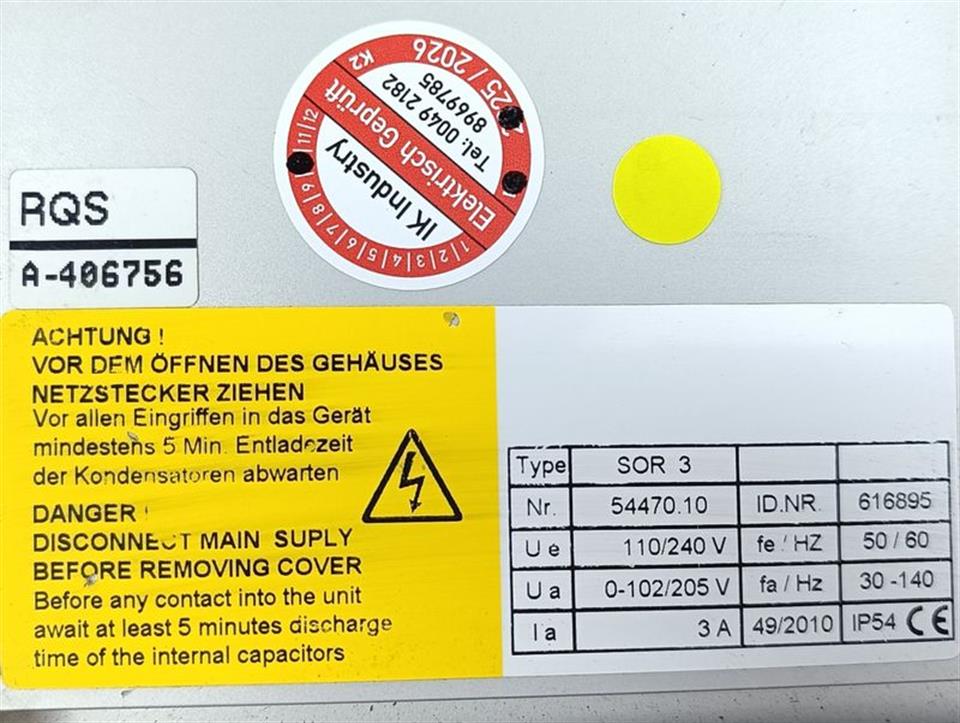 K2
25 / 2026
Tel: 0049 2182
8969785
Elektrisch Geprüft
IK Industry
1|2|3|4|5|6|7|8|9 11|12
RQS
A-406756
ACHTUNG !
VOR DEM ÖFFNEN DES GEHÄUSES
NETZSTECKER ZIEHEN
Vor allen Eingriffen in das Gerät
mindestens 5 Min. Entladezeit
der Kondensatoren abwarten
DANGER !
DISCONNECT MAIN SUPLY
BEFORE REMOVING COVER
Before any contact into the unit
await at least 5 minutes discharge
time of the internal capacitors
Type SOR 3
Nr. 54470.10 ID.NR. 616895
U e 110/240 V fe / HZ 50 / 60
U a 0-102/205 V fa / Hz 30 -140
I a 3 A 49/2010 IP54 CE